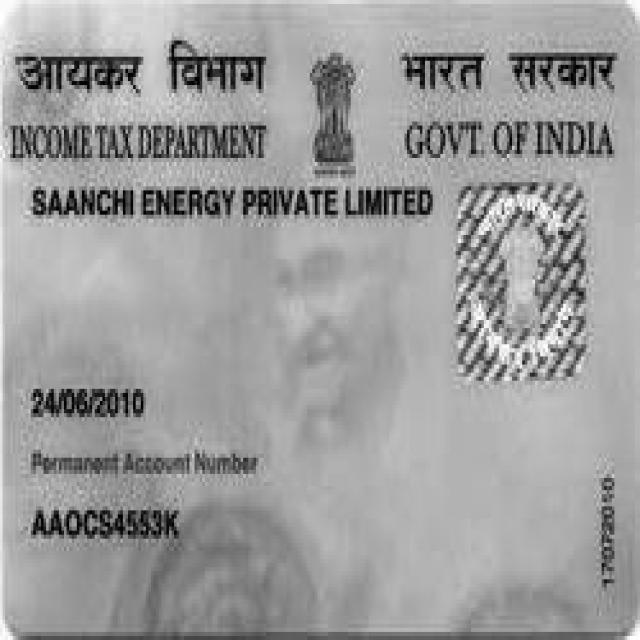 आयकर विभाग
भारत सरकार
INCOME TAX DEPARTMENT
GOVT. OF INDIA
SAANCHI ENERGY PRIVATE LIMITED
24/06/2010
Permanent Account Number
AAOCS4553K
17072010